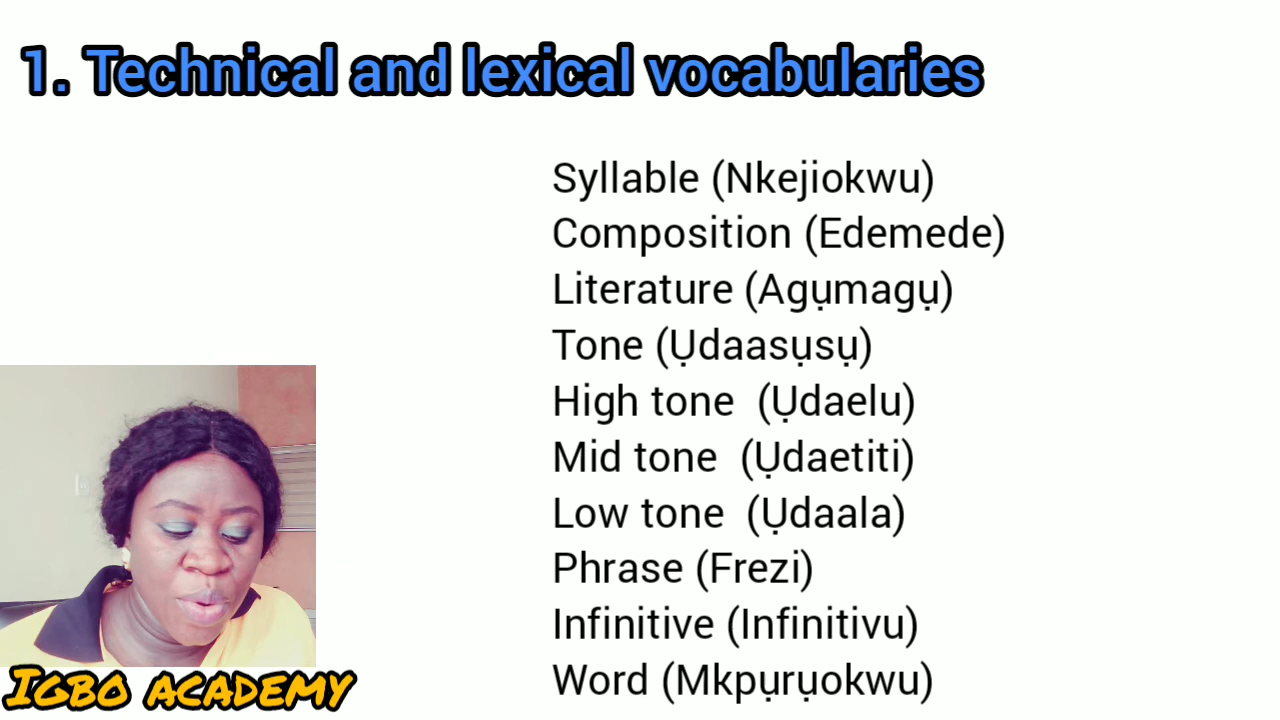 1. Technical and lexical vocabularies
Syllable (Nkejiokwu)
Composition (Edemede)
Literature (Agụmagụ)
Tone (Ụdaasụsụ)
High tone (Ụdaelu)
Mid tone (Ụdaetiti)
Low tone (Ụdaala)
Phrase (Frezi)
Infinitive (Infinitivu)
Word (Mkpụrụokwu)
IGBO ACADEMY